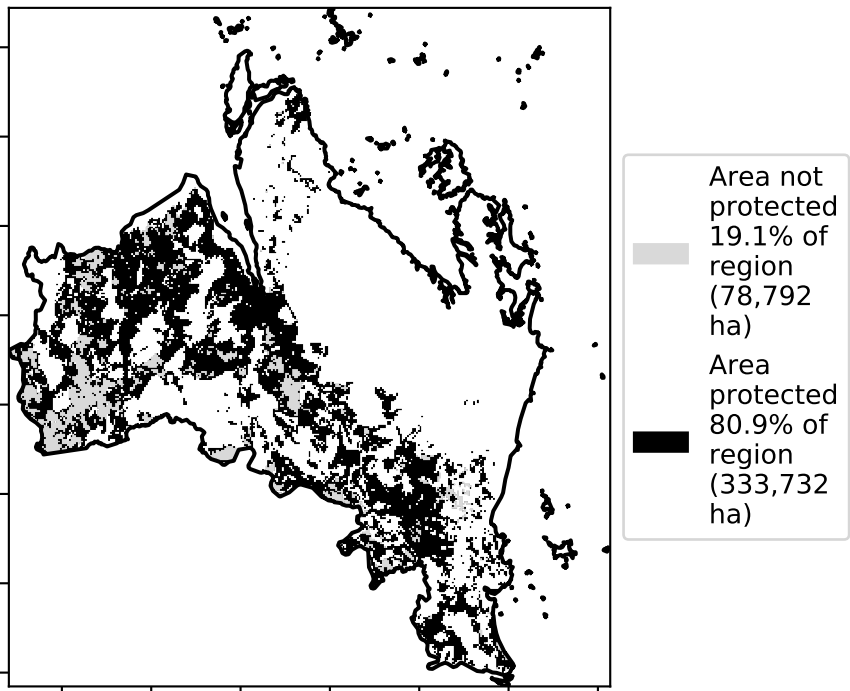 Area not
protected
19.1% of
region
(78,792
ha)
Area
protected
80.9% of
region
(333,732
ha)